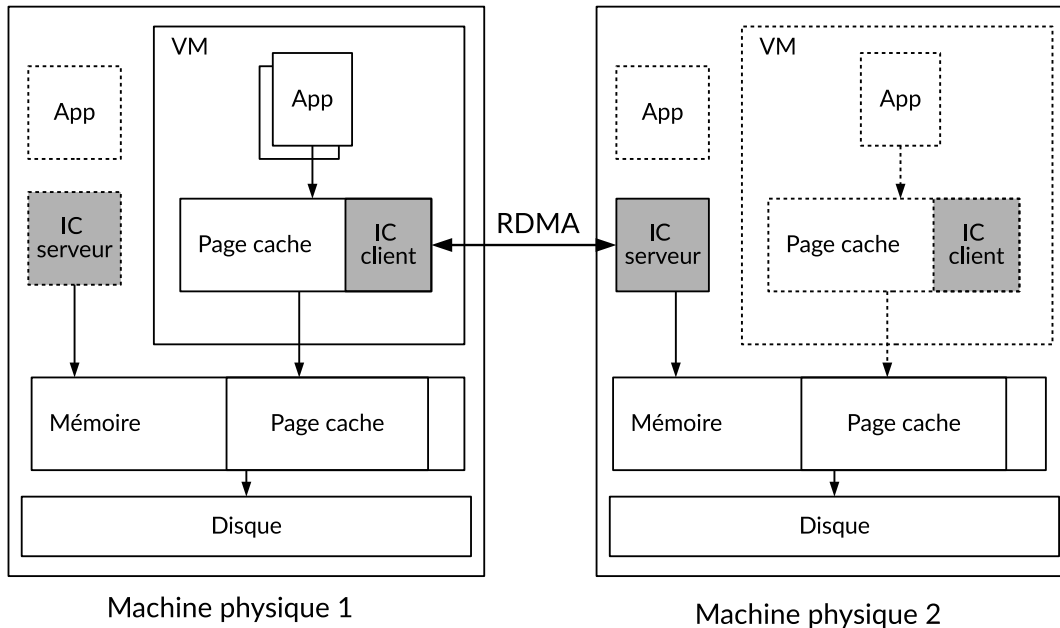 VM
App
App
IC
serveur
Page cache
IC
client
Mémoire
Page cache
Disque
Machine physique 1
RDMA
VM
App
App
IC
serveur
Page cache
IC
client
Mémoire
Page cache
Disque
Machine physique 2